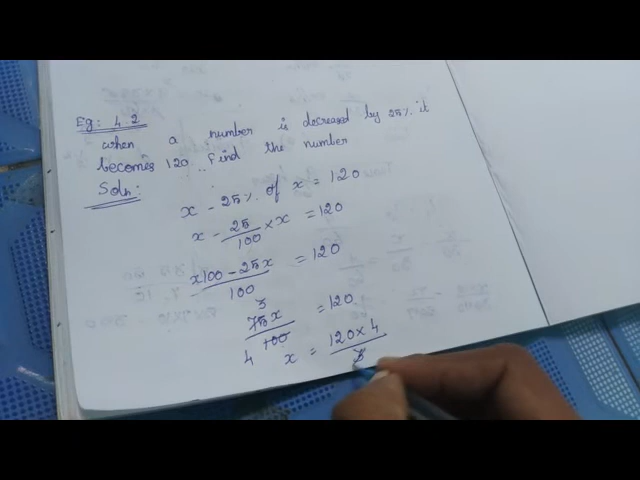 Eg: 4.2
when a number is decreased by 25% it
becomes 120. Find the number
Soln:
x - 25% of x = 120
x - 25/100 × x = 120
x100 - 25x / 100 = 120
3
75x / 100 = 120
4
x = 120 × 4 / 3